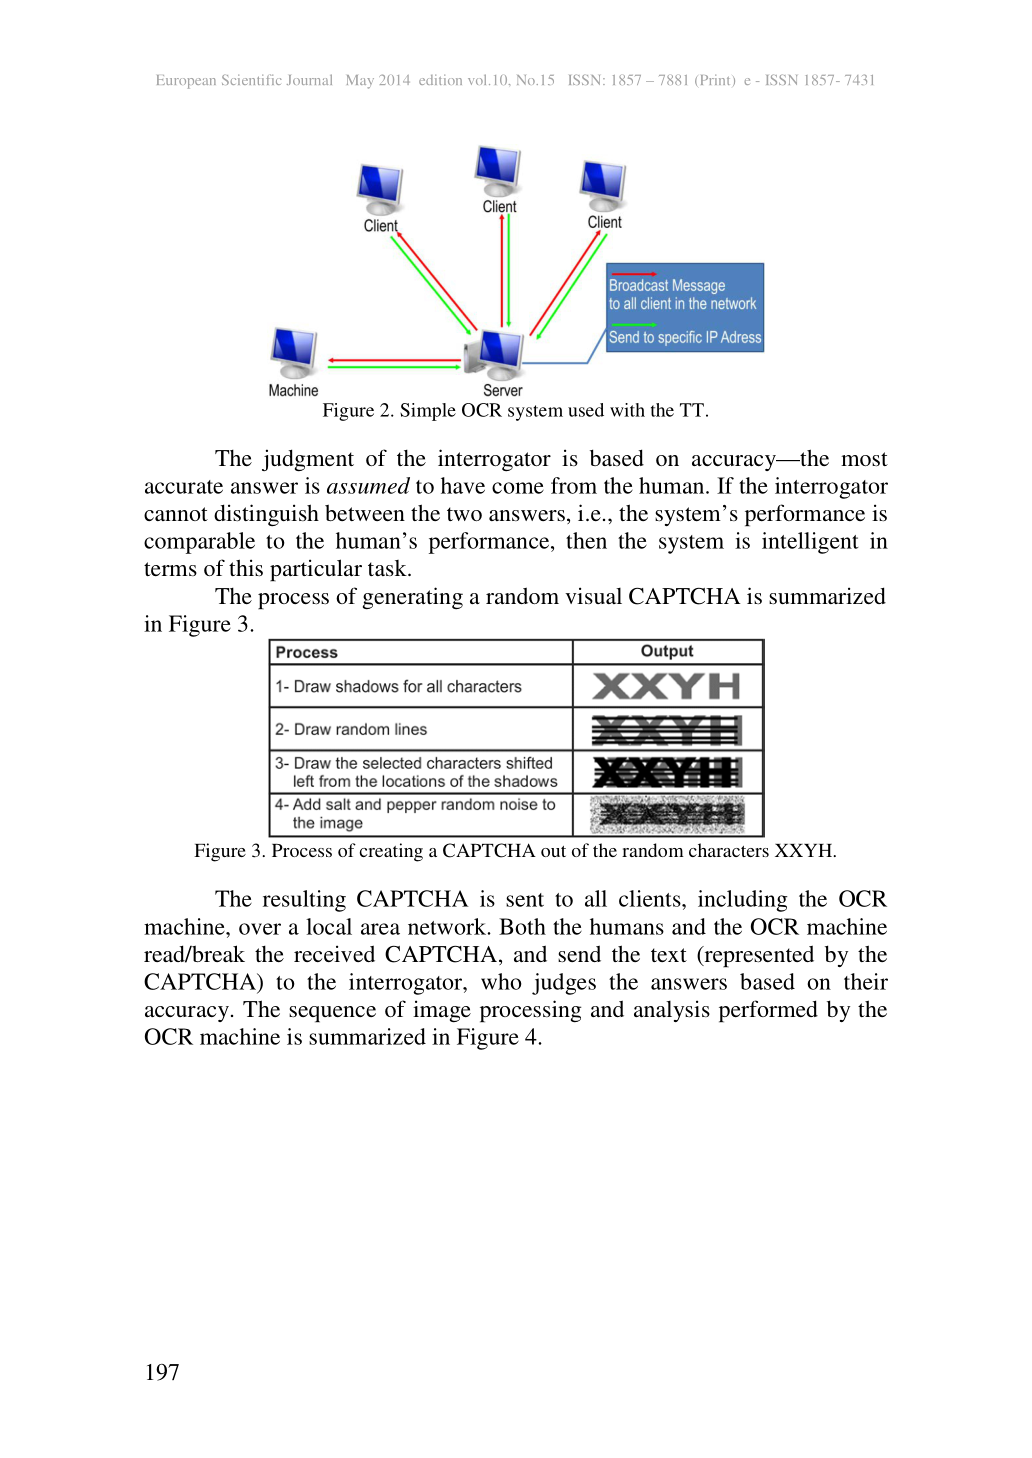 European Scientific Journal May 2014 edition vol.10, No.15 ISSN: 1857 – 7881 (Print) e - ISSN 1857- 7431
Client
Client
Client
Broadcast Message
to all client in the network
Send to specific IP Adress
Machine
Server
Figure 2. Simple OCR system used with the TT.
The judgment of the interrogator is based on accuracy—the most
accurate answer is assumed to have come from the human. If the interrogator
cannot distinguish between the two answers, i.e., the system’s performance is
comparable to the human’s performance, then the system is intelligent in
terms of this particular task.
The process of generating a random visual CAPTCHA is summarized
in Figure 3.
Process Output
1- Draw shadows for all characters XXYH
2- Draw random lines XXYH
3- Draw the selected characters shifted
left from the locations of the shadows XXYH
4- Add salt and pepper random noise to
the image XXYH
Figure 3. Process of creating a CAPTCHA out of the random characters XXYH.
The resulting CAPTCHA is sent to all clients, including the OCR
machine, over a local area network. Both the humans and the OCR machine
read/break the received CAPTCHA, and send the text (represented by the
CAPTCHA) to the interrogator, who judges the answers based on their
accuracy. The sequence of image processing and analysis performed by the
OCR machine is summarized in Figure 4.
197